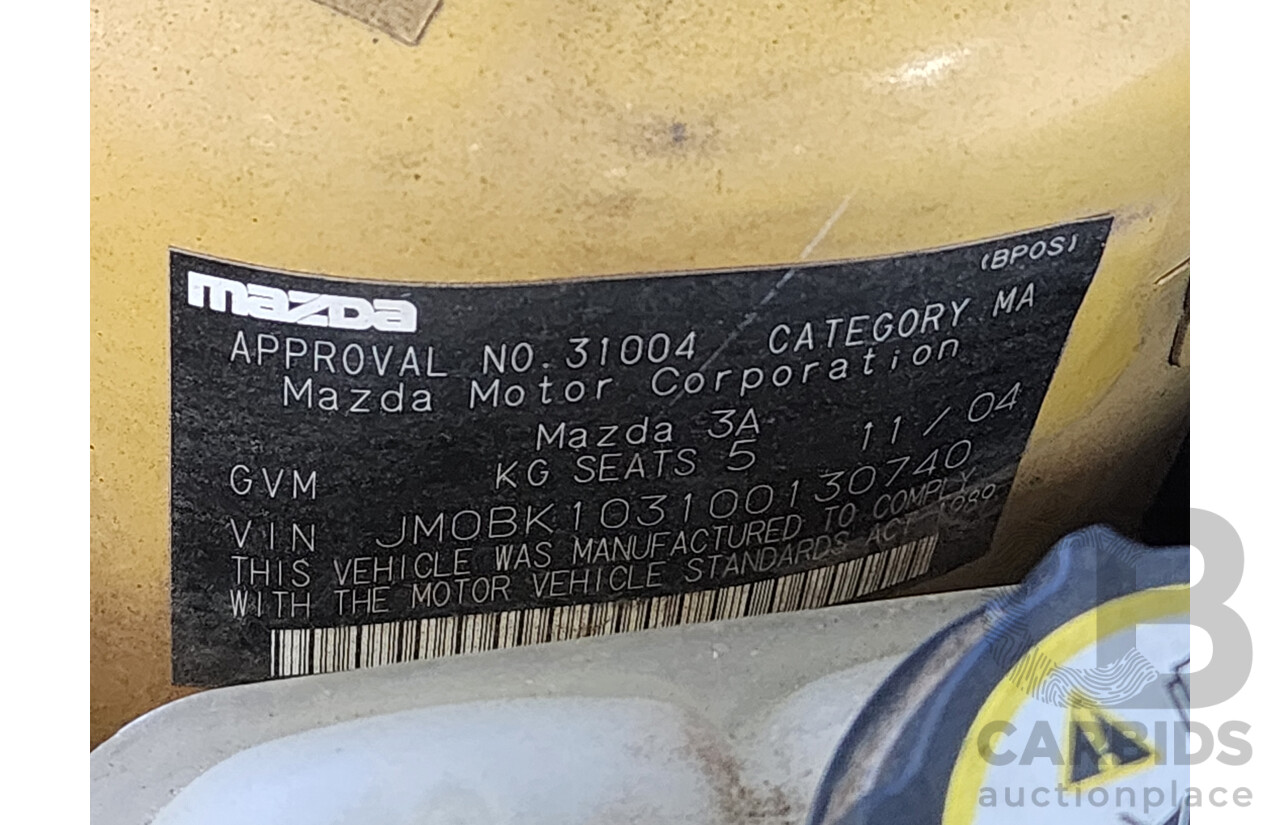 (BPOS)
mazda
APPROVAL NO.31004 CATEGORY MA
Mazda Motor Corporation
Mazda 3A 11/04
GVM KG SEATS 5
VIN JM0BK103100130740
THIS VEHICLE WAS MANUFACTURED TO COMPLY
WITH THE MOTOR VEHICLE STANDARDS ACT 1989
B
CARBIDS
auctionplace